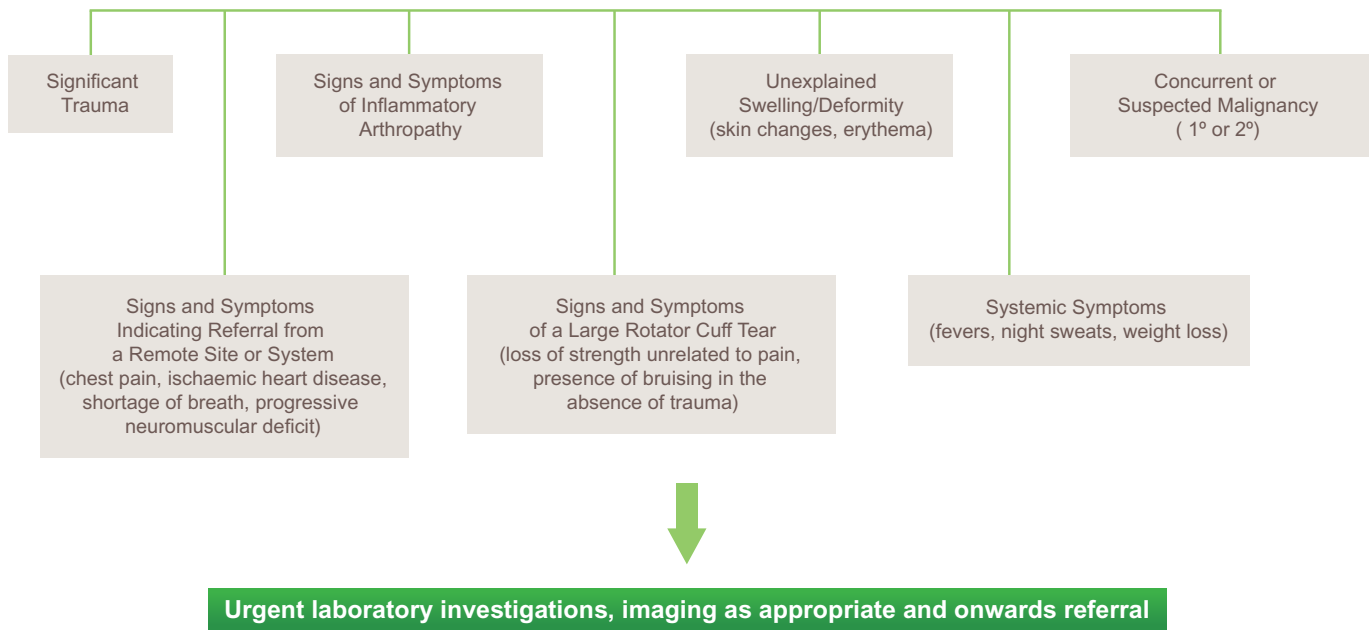 Significant
Trauma
Signs and Symptoms
of Inflammatory
Arthropathy
Unexplained
Swelling/Deformity
(skin changes, erythema)
Concurrent or
Suspected Malignancy
( 1º or 2º)
Signs and Symptoms
Indicating Referral from
a Remote Site or System
(chest pain, ischaemic heart disease,
shortage of breath, progressive
neuromuscular deficit)
Signs and Symptoms
of a Large Rotator Cuff Tear
(loss of strength unrelated to pain,
presence of bruising in the
absence of trauma)
Systemic Symptoms
(fevers, night sweats, weight loss)
Urgent laboratory investigations, imaging as appropriate and onwards referral